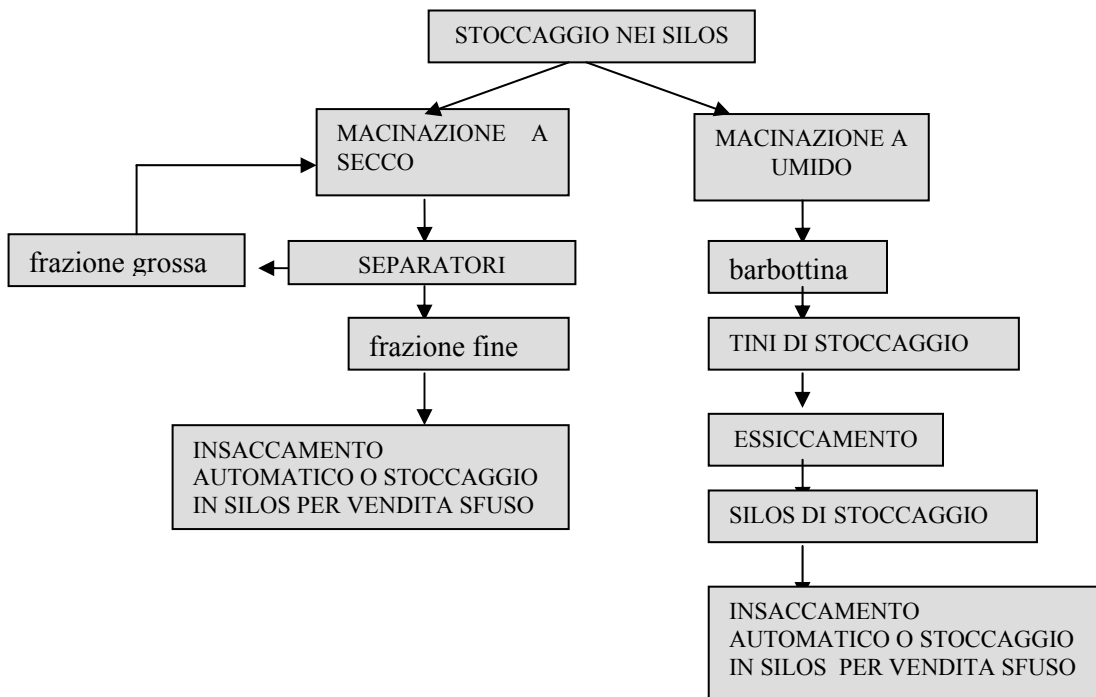 STOCCAGGIO NEI SILOS
MACINAZIONE A
SECCO
MACINAZIONE A
UMIDO
frazione grossa
SEPARATORI
barbottina
frazione fine
TINI DI STOCCAGGIO
INSACCAMENTO
AUTOMATICO O STOCCAGGIO
IN SILOS PER VENDITA SFUSO
ESSICCAMENTO
SILOS DI STOCCAGGIO
INSACCAMENTO
AUTOMATICO O STOCCAGGIO
IN SILOS PER VENDITA SFUSO